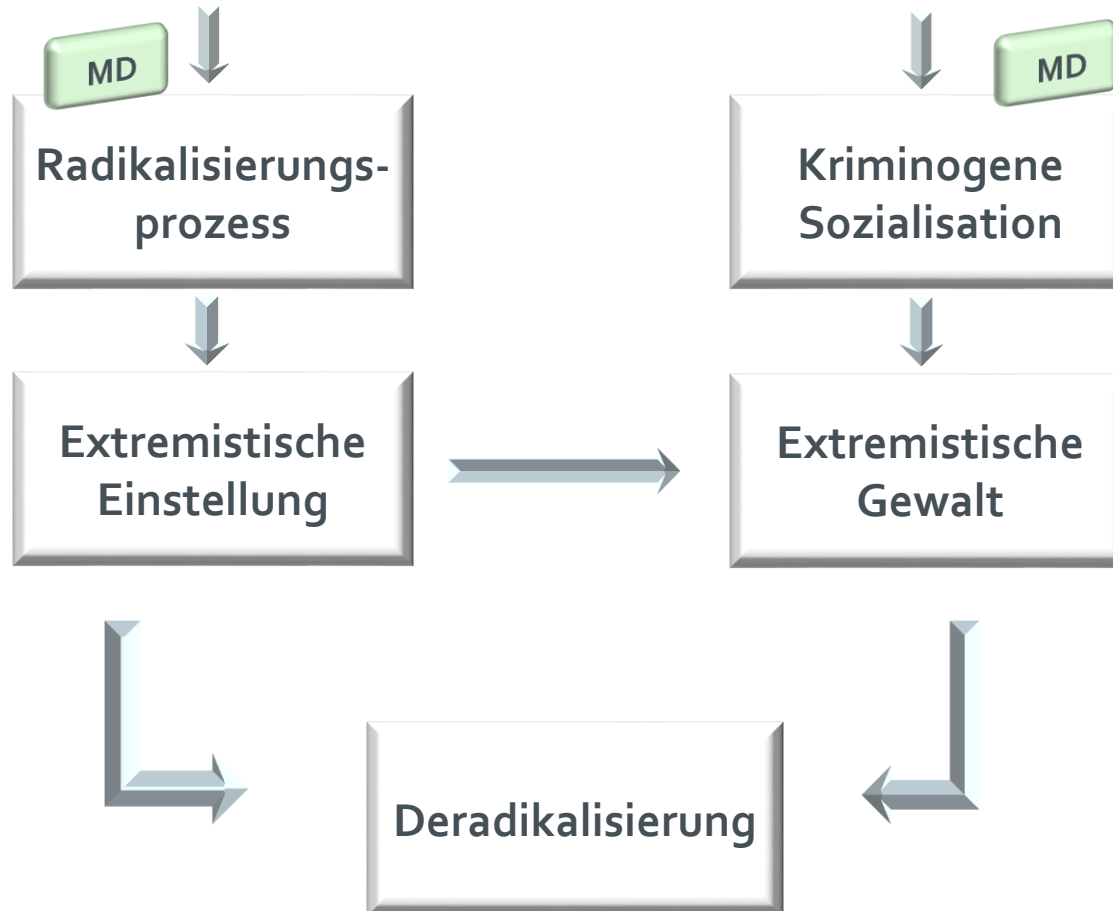 MD
MD
Radikalisierungs-
prozess
Kriminogene
Sozialisation
Extremistische
Einstellung
Extremistische
Gewalt
Deradikalisierung